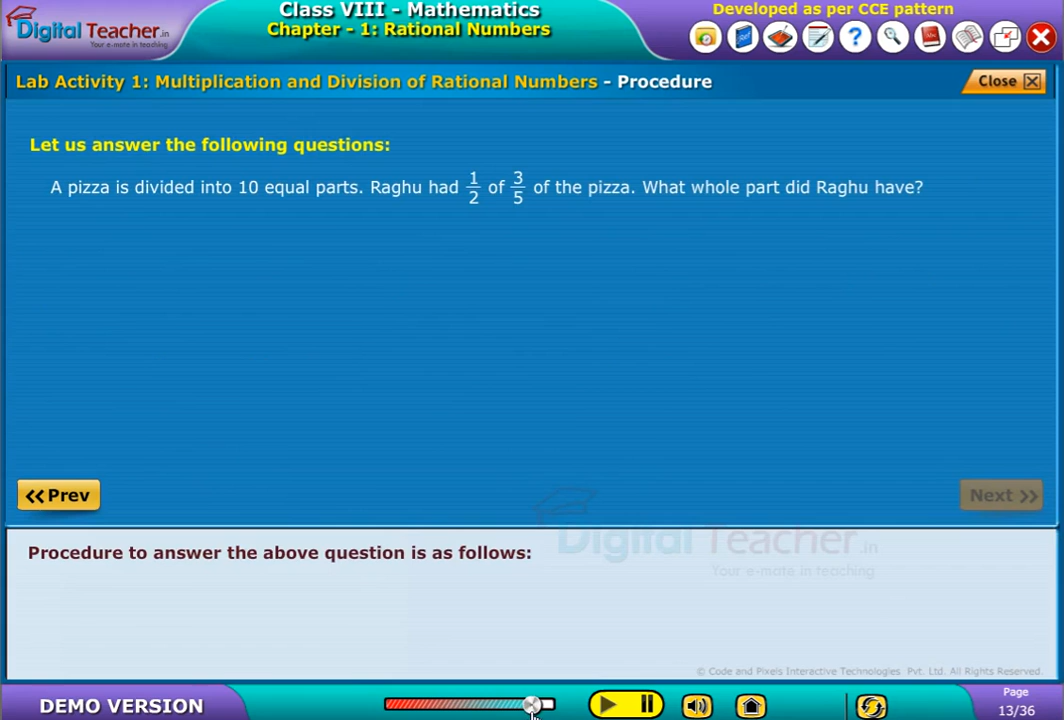 Class VIII - Mathematics
Developed as per CCE pattern
Digital Teacher.in
Your e-mate in teaching
Chapter - 1: Rational Numbers
Lab Activity 1: Multiplication and Division of Rational Numbers - Procedure
Close
Let us answer the following questions:
A pizza is divided into 10 equal parts. Raghu had 1/2 of 3/5 of the pizza. What whole part did Raghu have?
<< Prev
Next >>
Procedure to answer the above question is as follows:
Digital Teacher.in
Your e-mate in teaching
© Code and Pixels Interactive Technologies Pvt. Ltd. All Rights Reserved.
DEMO VERSION
Page
13/36